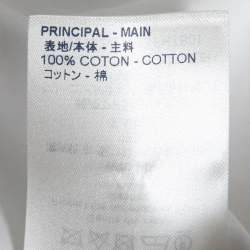 PRINCIPAL - MAIN
表地/本体 - 主料
100% COTON - COTTON
コットン - 棉